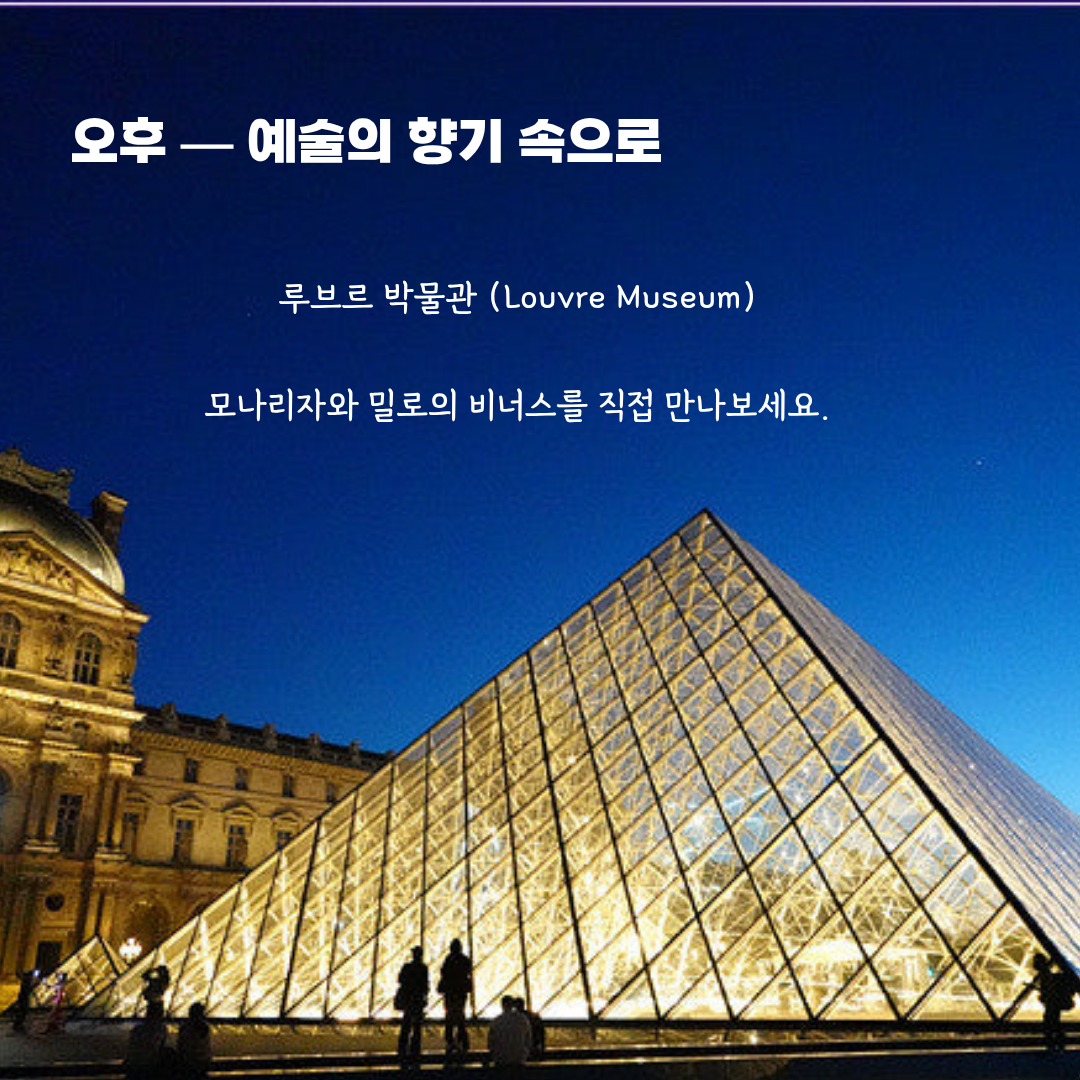 오후 — 예술의 향기 속으로
루브르 박물관 (Louvre Museum)
모나리자와 밀로의 비너스를 직접 만나보세요.